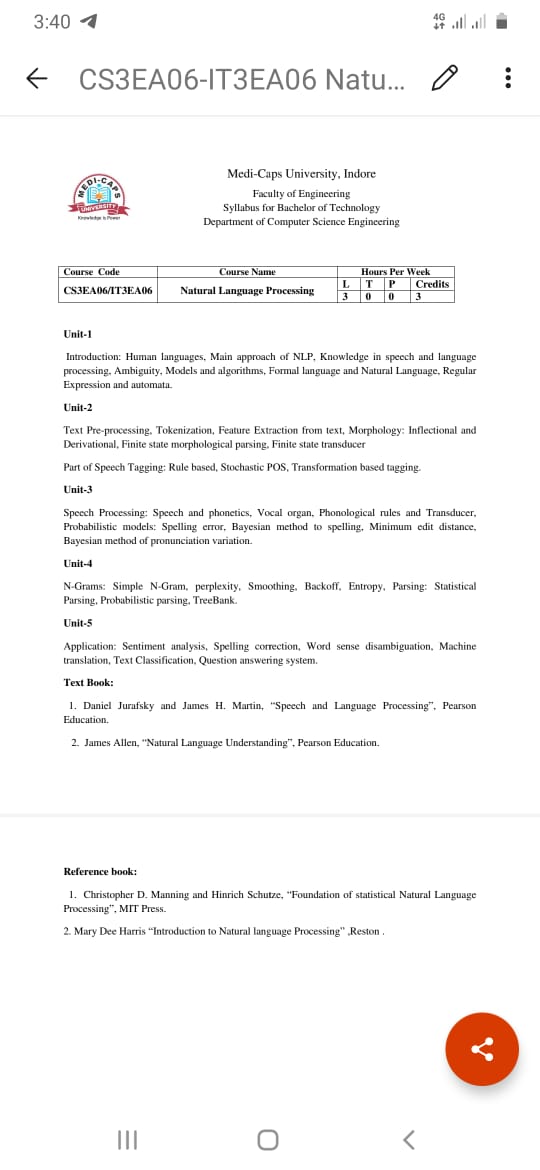 3:40
4G
CS3EA06-IT3EA06 Natu...
MEDI-CAPS
UNIVERSITY
Knowledge is Power
Medi-Caps University, Indore
Faculty of Engineering
Syllabus for Bachelor of Technology
Department of Computer Science Engineering
Course Code Course Name Hours Per Week
CS3EA06/IT3EA06 Natural Language Processing L T P Credits
3 0 0 3
Unit-1
Introduction: Human languages, Main approach of NLP, Knowledge in speech and language
processing, Ambiguity, Models and algorithms, Formal language and Natural Language, Regular
Expression and automata.
Unit-2
Text Pre-processing, Tokenization, Feature Extraction from text, Morphology: Inflectional and
Derivational, Finite state morphological parsing, Finite state transducer
Part of Speech Tagging: Rule based, Stochastic POS, Transformation based tagging.
Unit-3
Speech Processing: Speech and phonetics, Vocal organ, Phonological rules and Transducer,
Probabilistic models: Spelling error, Bayesian method to spelling, Minimum edit distance,
Bayesian method of pronunciation variation.
Unit-4
N-Grams: Simple N-Gram, perplexity, Smoothing, Backoff, Entropy, Parsing: Statistical
Parsing, Probabilistic parsing, TreeBank.
Unit-5
Application: Sentiment analysis, Spelling correction, Word sense disambiguation, Machine
translation, Text Classification, Question answering system.
Text Book:
1. Daniel Jurafsky and James H. Martin, “Speech and Language Processing”, Pearson
Education.
2. James Allen, “Natural Language Understanding”, Pearson Education.
Reference book:
1. Christopher D. Manning and Hinrich Schutze, “Foundation of statistical Natural Language
Processing”, MIT Press.
2. Mary Dee Harris “Introduction to Natural language Processing” ,Reston .